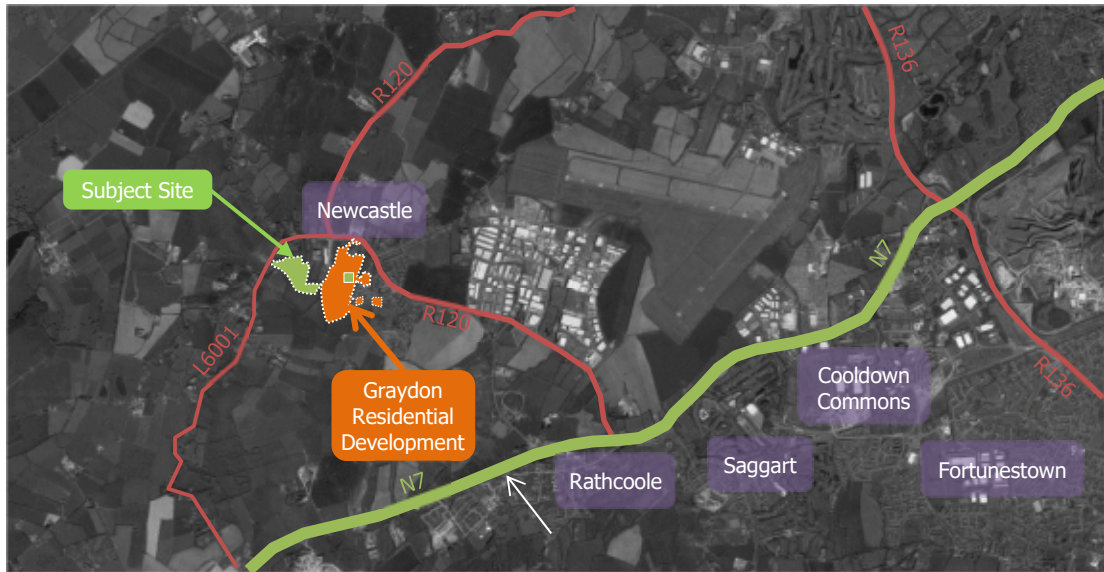 R120
R136
Subject Site
Newcastle
N7
R120
L6001
Graydon
Residential
Development
Cooldown
Commons
R136
N7
Rathcoole
Saggart
Fortunestown